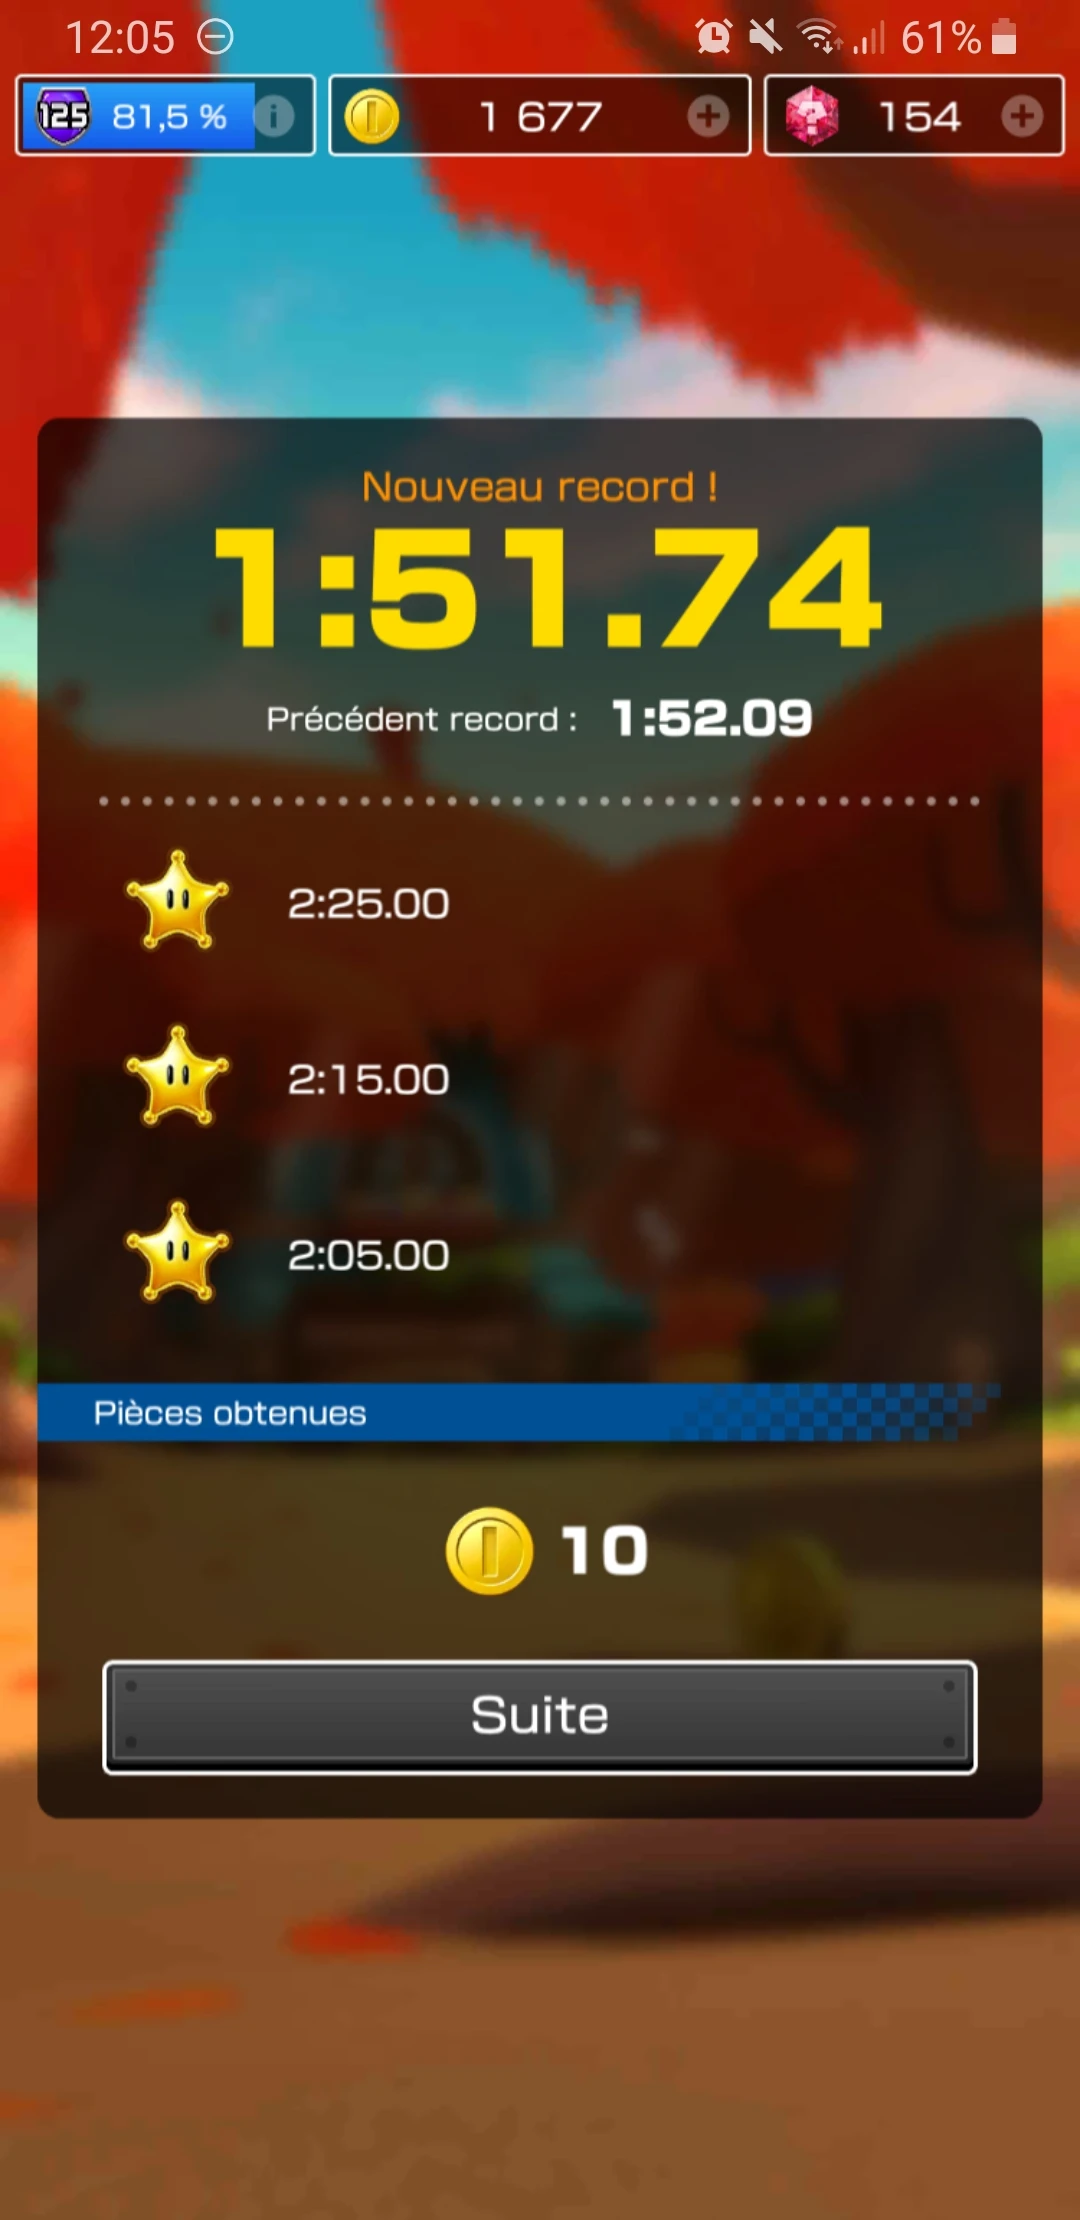 12:05 61%
125 81,5 % i 1 677 + 154 +
Nouveau record !
1:51.74
Précédent record : 1:52.09
2:25.00
2:15.00
2:05.00
Pièces obtenues
10
Suite